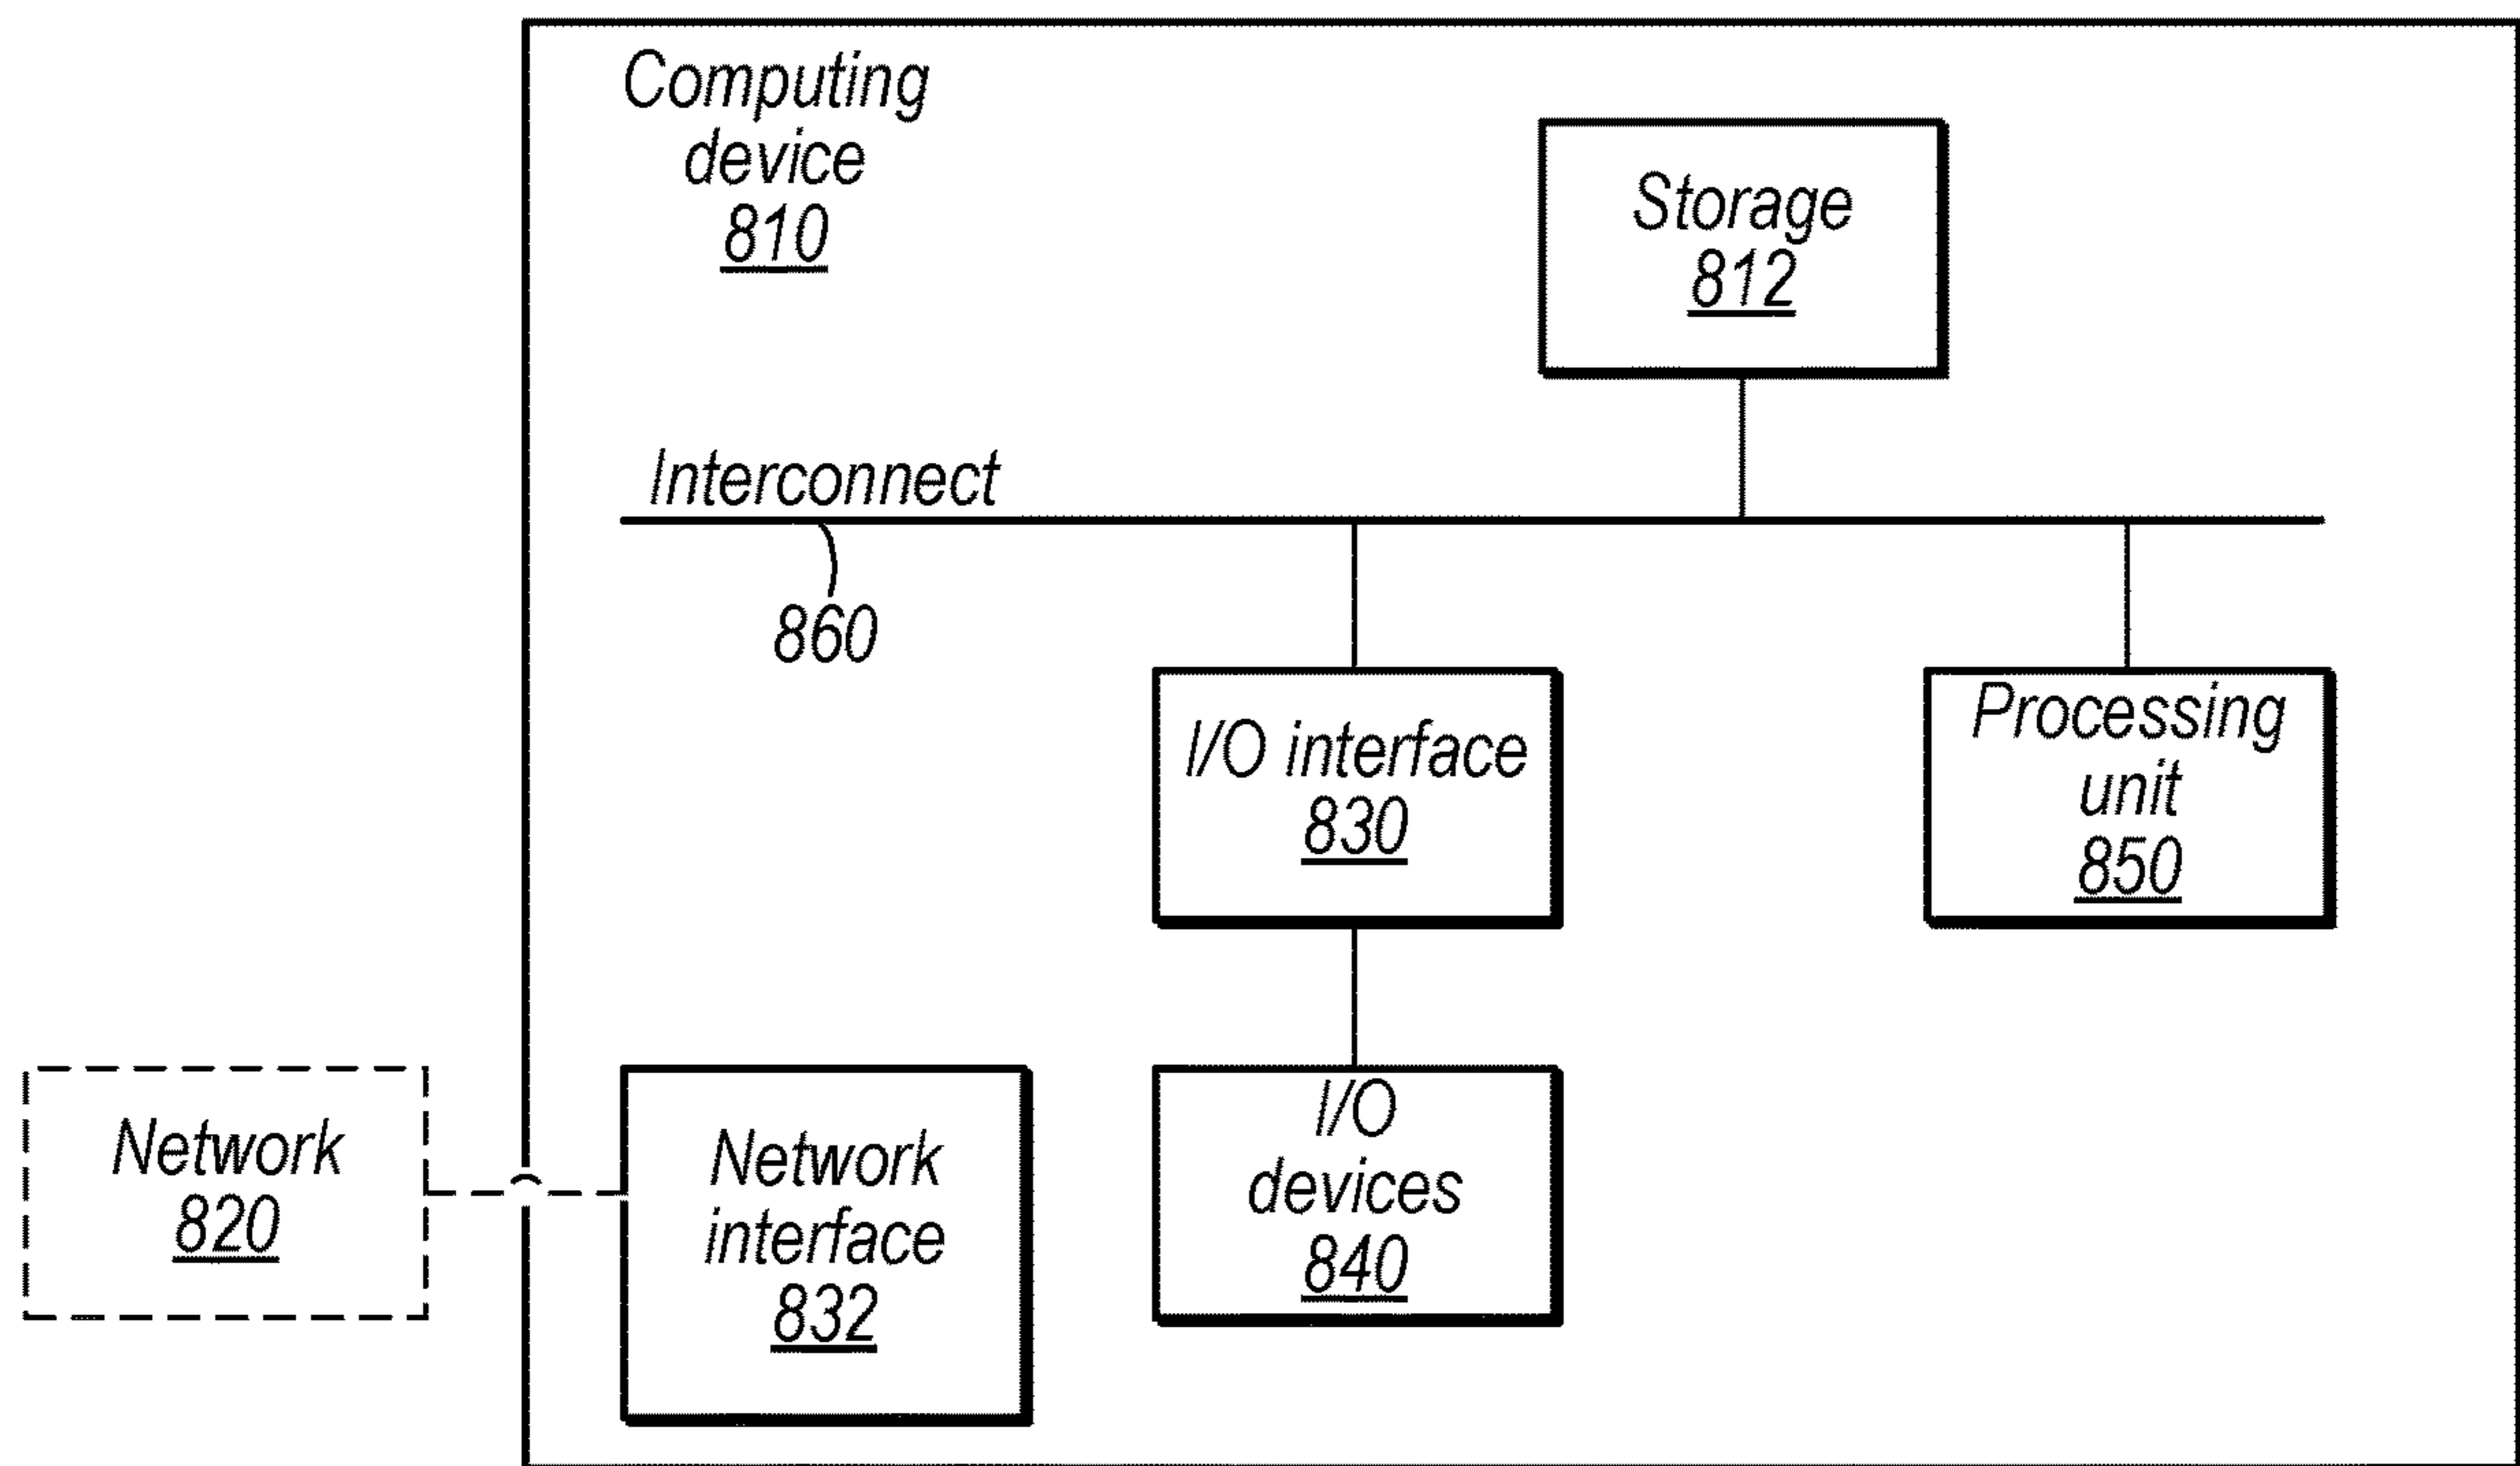 Computing
device
810
Storage
812
Interconnect
860
I/O interface
830
Processing
unit
850
Network
820
Network
interface
832
I/O
devices
840